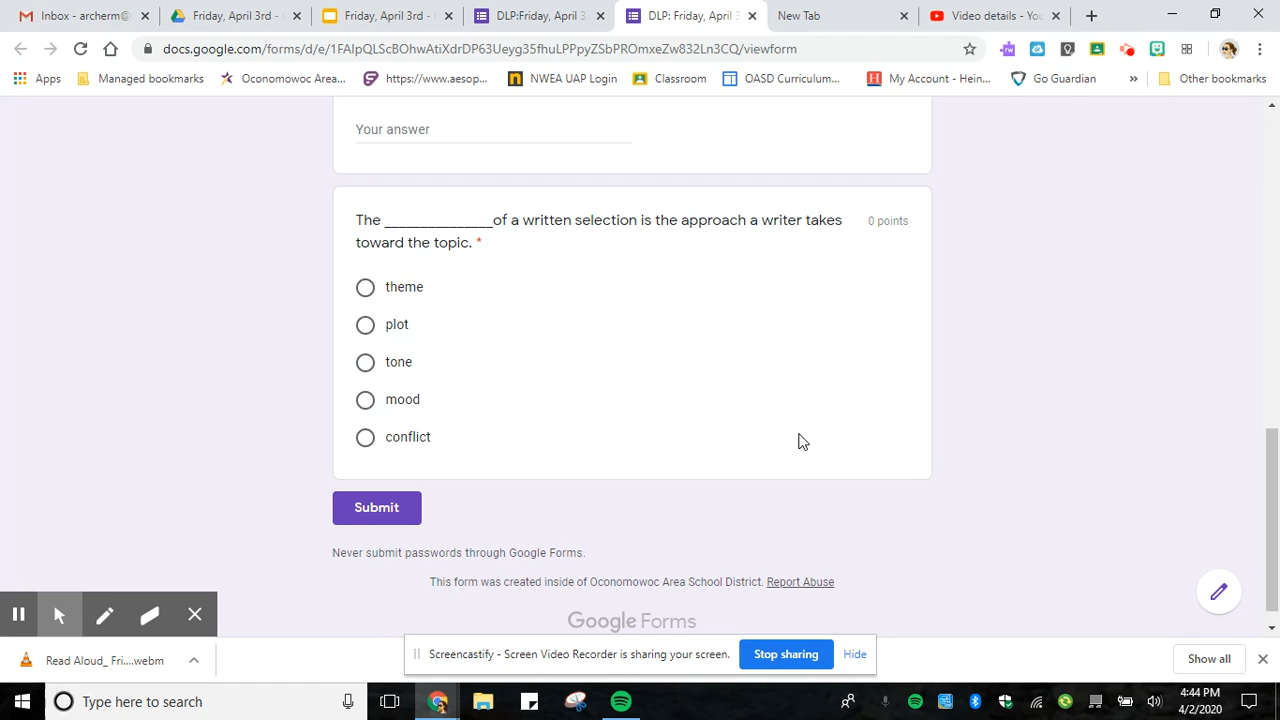 Inbox - archerm@
Friday, April 3rd -
Friday, April 3rd -
DLP:Friday, April 3
DLP: Friday, April 3
New Tab
Video details - Yo
docs.google.com/forms/d/e/1FAIpQLScBOhwAtiXdrDP63Ueyg35fhuLPPpyZSbPROmxeZw832Ln3CQ/viewform
Apps
Managed bookmarks
Oconomowoc Area...
https://www.aesop...
NWEA UAP Login
Classroom
OASD Curriculum...
My Account - Hein...
Go Guardian
»
Other bookmarks
Your answer
The _______________of a written selection is the approach a writer takes
toward the topic. *
0 points
theme
plot
tone
mood
conflict
Submit
Never submit passwords through Google Forms.
This form was created inside of Oconomowoc Area School District. Report Abuse
Google Forms
Screencastify - Screen Video Recorder is sharing your screen.
Stop sharing
Hide
Read Aloud_ Fri....webm
Show all
Type here to search
4:44 PM
4/2/2020